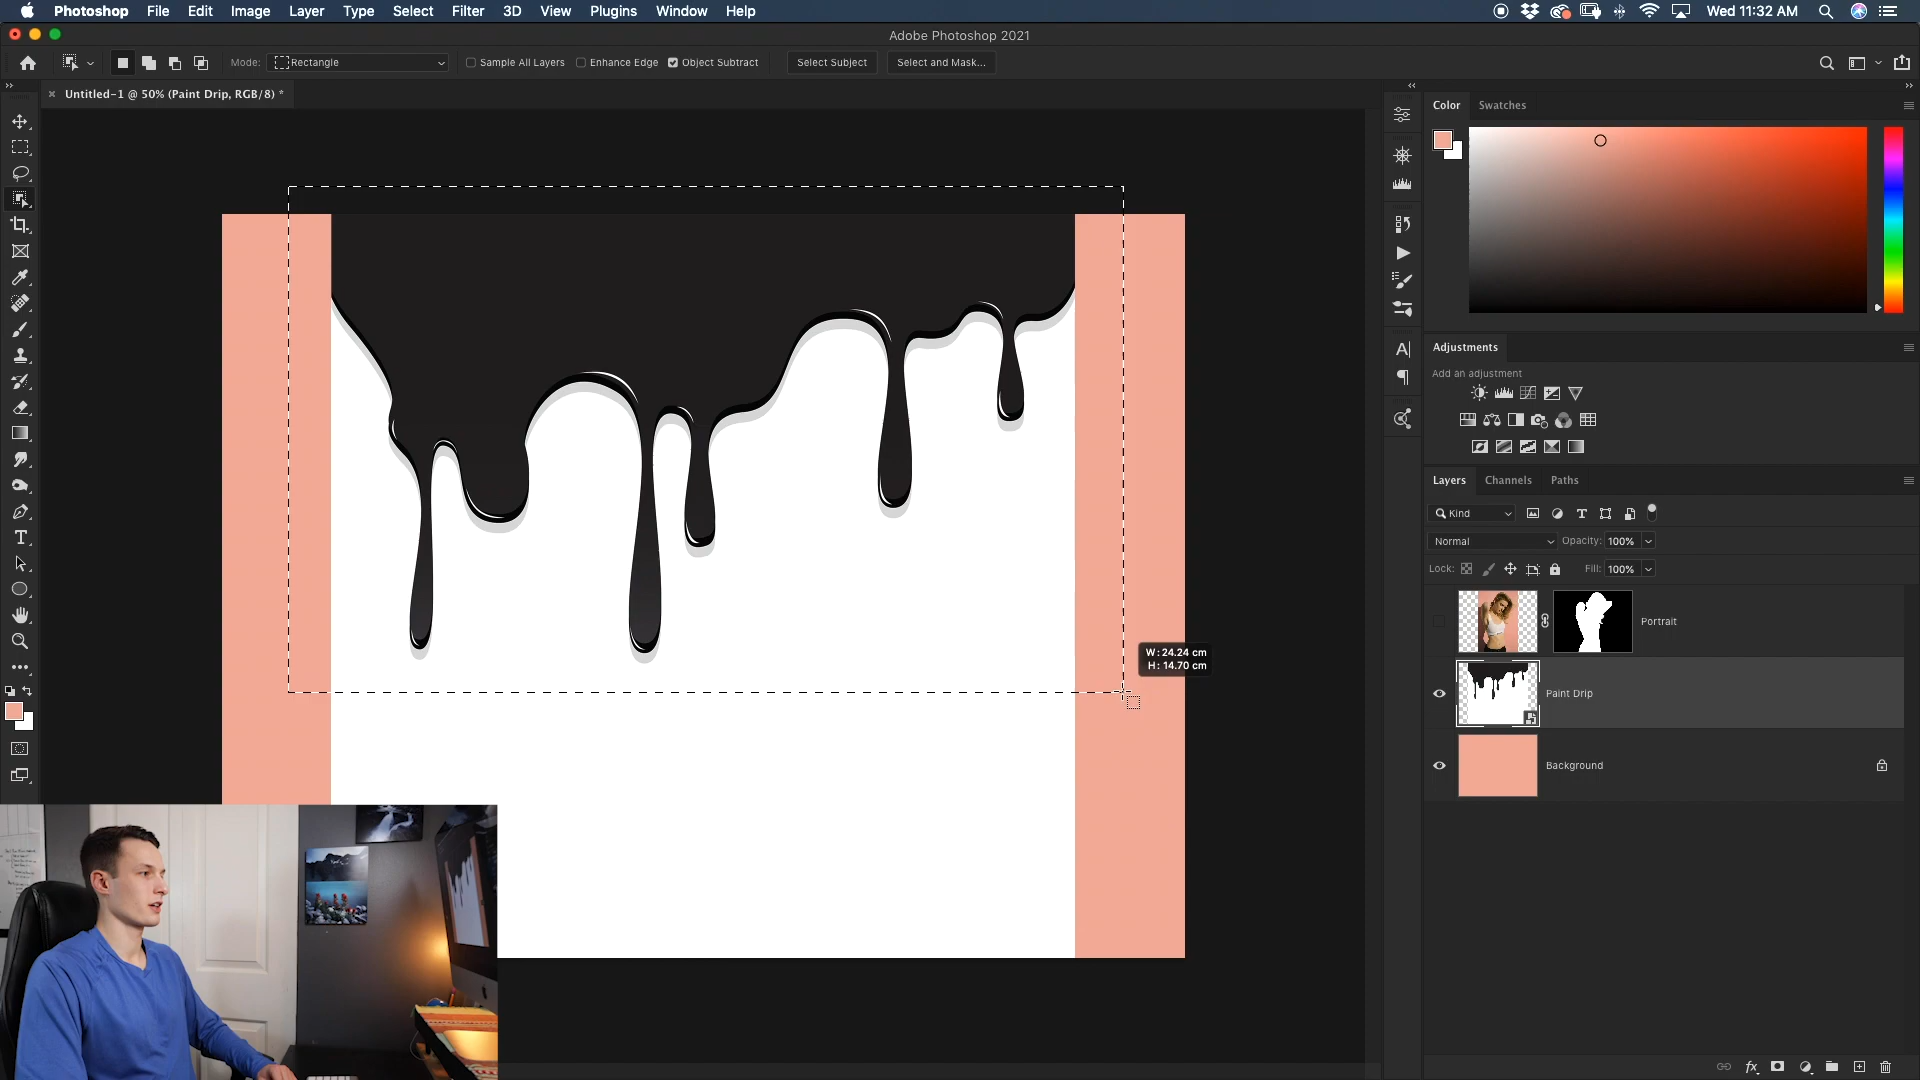 Photoshop File Edit Image Layer Type Select Filter 3D View Plugins Window Help Wed 11:32 AM
Adobe Photoshop 2021
Mode: Rectangle Sample All Layers Enhance Edge Object Subtract Select Subject Select and Mask...
Untitled-1 @ 50% (Paint Drip, RGB/8) *
Color Swatches
W: 24.24 cm
H: 14.70 cm
Adjustments
Add an adjustment
Layers Channels Paths
Kind
Normal Opacity: 100%
Lock: Fill: 100%
Portrait
Paint Drip
Background